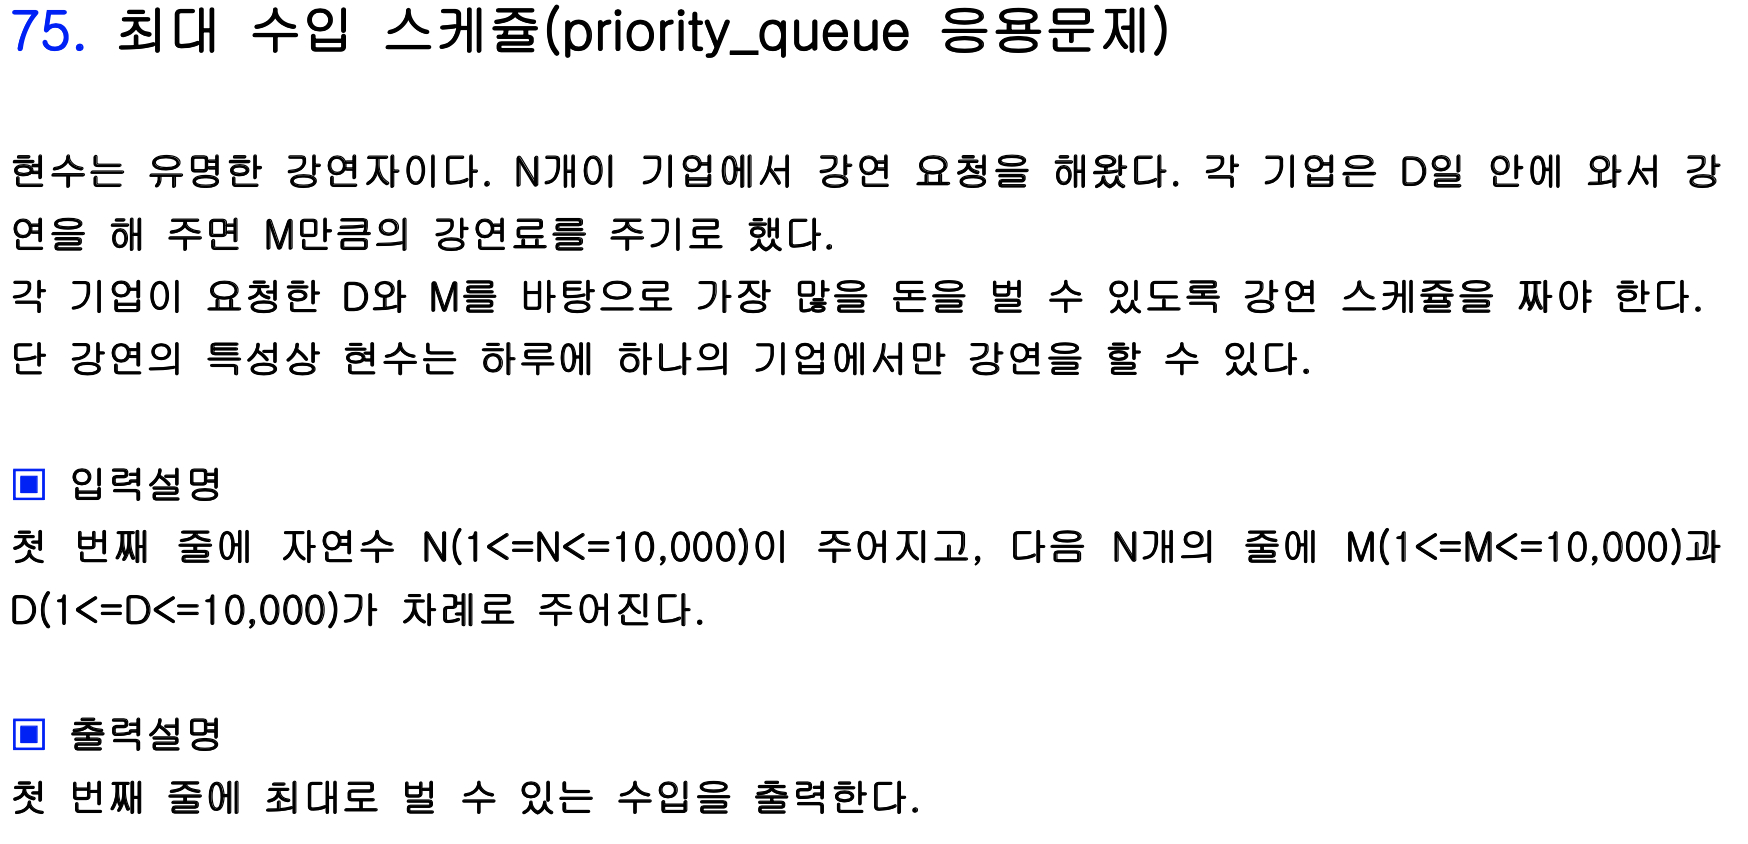 75. 최대 수입 스케쥴(priority_queue 응용문제)
현수는 유명한 강연자이다. N개이 기업에서 강연 요청을 해왔다. 각 기업은 D일 안에 와서 강
연을 해 주면 M만큼의 강연료를 주기로 했다.
각 기업이 요청한 D와 M를 바탕으로 가장 많을 돈을 벌 수 있도록 강연 스케쥴을 짜야 한다.
단 강연의 특성상 현수는 하루에 하나의 기업에서만 강연을 할 수 있다.
▣ 입력설명
첫 번째 줄에 자연수 N(1<=N<=10,000)이 주어지고, 다음 N개의 줄에 M(1<=M<=10,000)과
D(1<=D<=10,000)가 차례로 주어진다.
▣ 출력설명
첫 번째 줄에 최대로 벌 수 있는 수입을 출력한다.